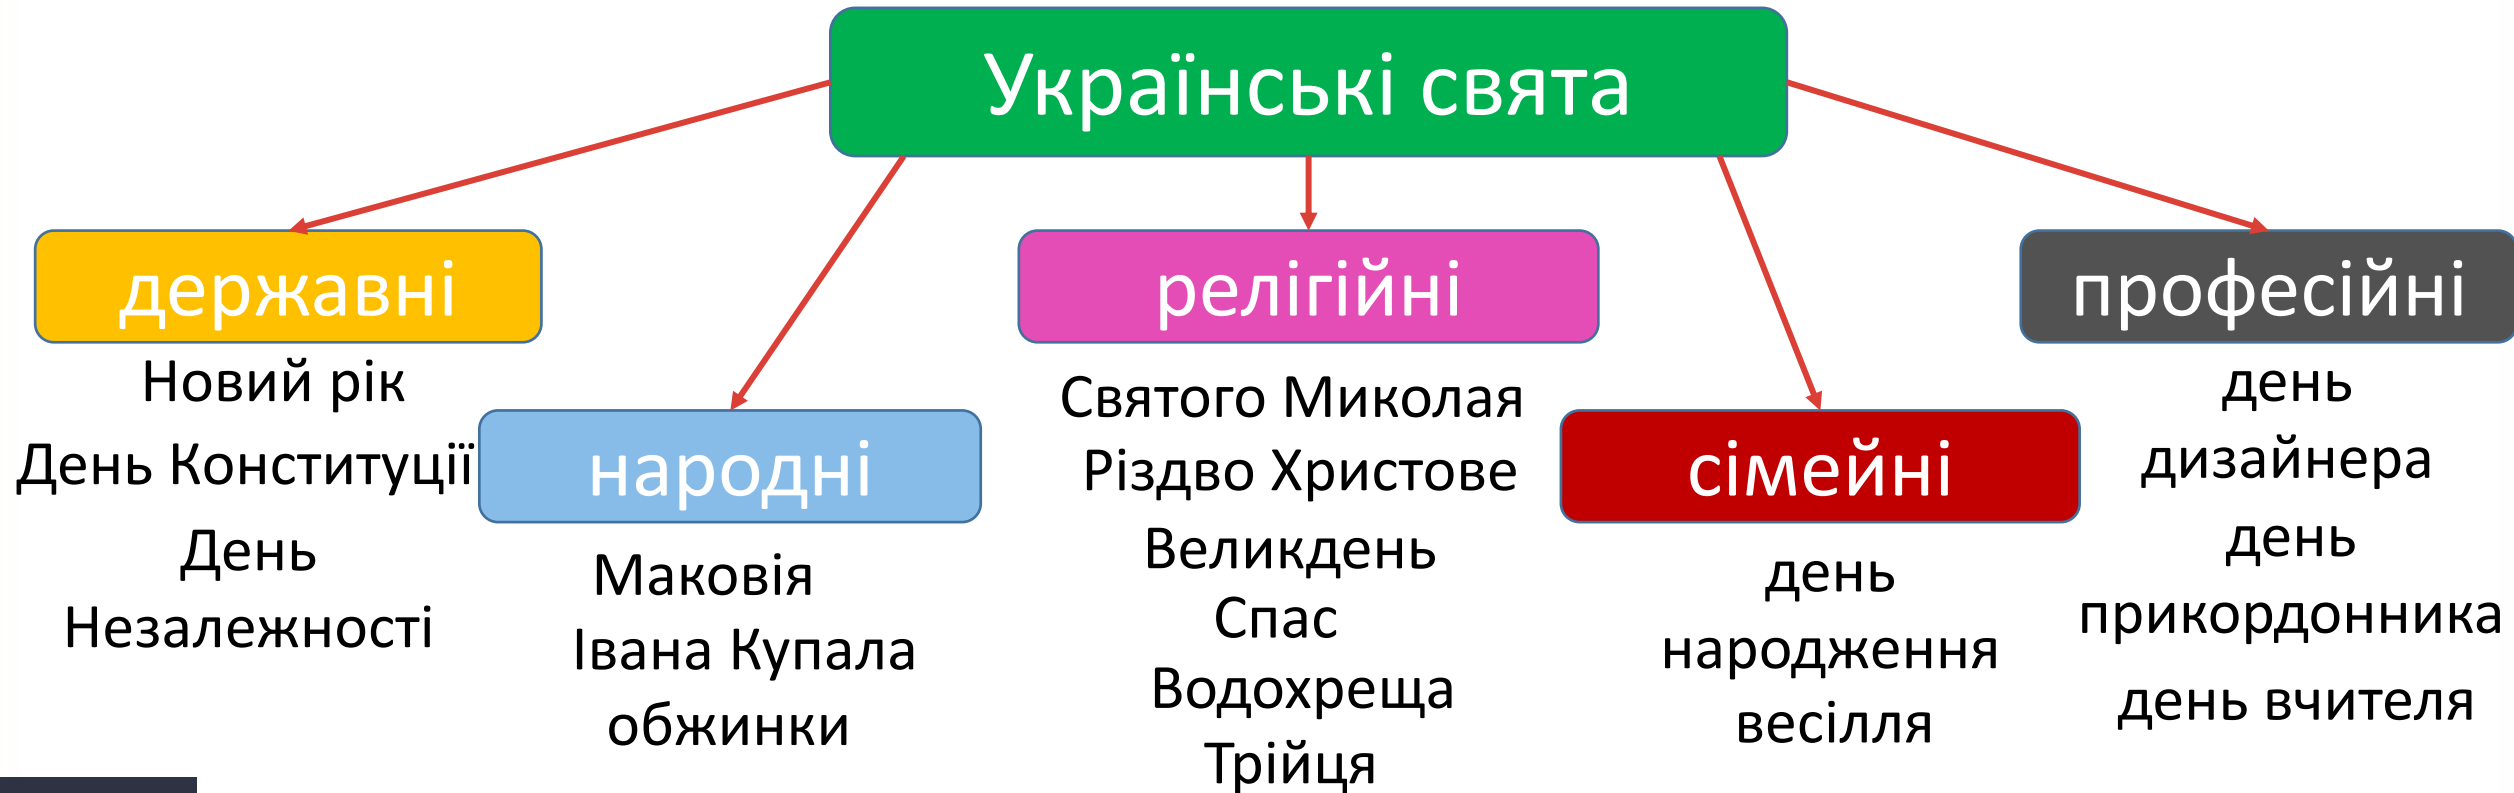 Українські свята
державні
Новий рік
День Конституції
День
Незалежності
народні
Маковія
Івана Купала
обжинки
релігійні
Святого Миколая
Різдво Христове
Великдень
Спас
Водохреща
Трійця
сімейні
день
народження
весілля
професійні
день
дизайнера
день
прикордонника
день вчителя